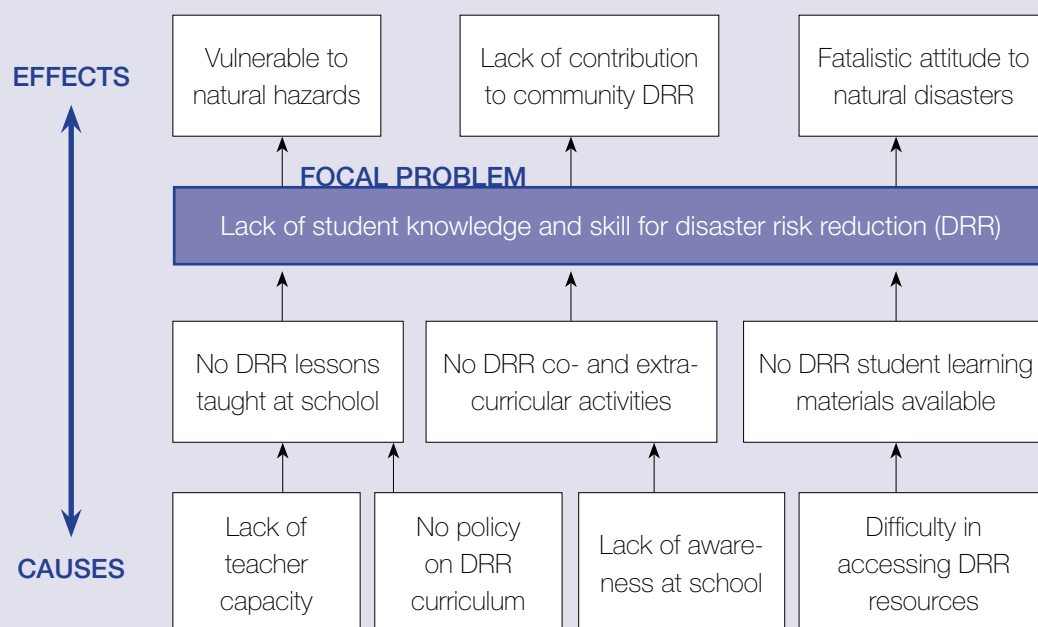 EFFECTS
Vulnerable to
natural hazards
Lack of contribution
to community DRR
Fatalistic attitude to
natural disasters
FOCAL PROBLEM
Lack of student knowledge and skill for disaster risk reduction (DRR)
No DRR lessons
taught at scholol
No DRR co- and extra-
curricular activities
No DRR student learning
materials available
CAUSES
Lack of
teacher
capacity
No policy
on DRR
curriculum
Lack of aware-
ness at school
Difficulty in
accessing DRR
resources